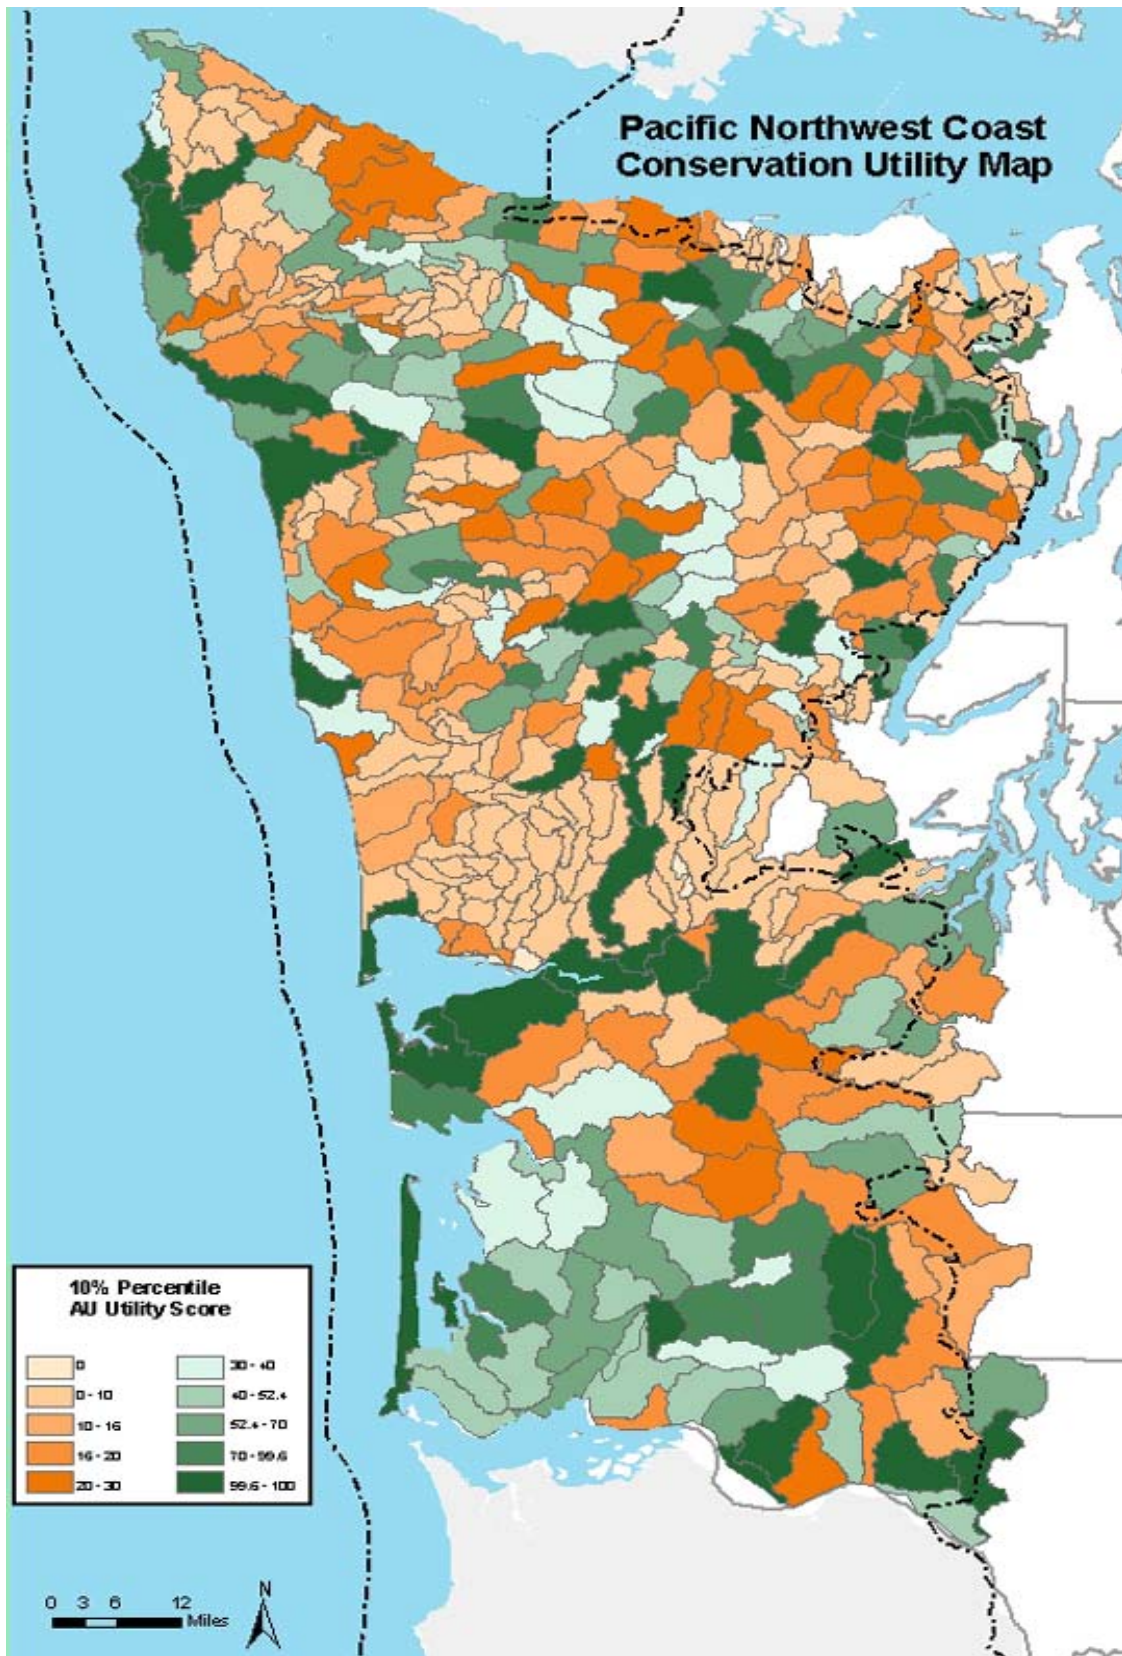 Pacific Northwest Coast
Conservation Utility Map
10% Percentile
AU Utility Score
0
0 - 10
10 - 16
16 - 20
20 - 30
30 - 40
40 - 52.4
52.4 - 70
70 - 99.6
99.6 - 100
N
0 3 6 12
Miles